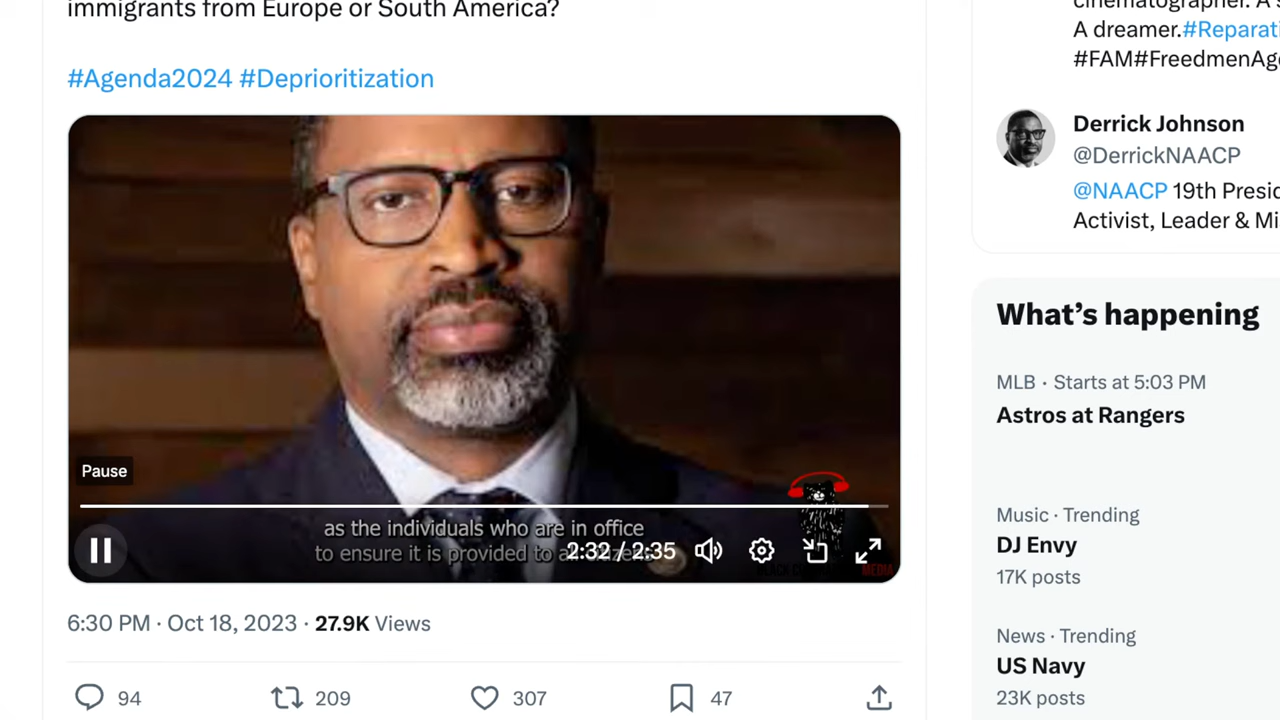 immigrants from Europe or South America?
#Agenda2024 #Deprioritization
Pause
as the individuals who are in office
to ensure it is provided to
2:32 / 2:35
MEDIA
6:30 PM · Oct 18, 2023 · 27.9K Views
94
209
307
47
A dreamer.#Reparati
#FAM#FreedmenAge
Derrick Johnson
@DerrickNAACP
@NAACP 19th Presid
Activist, Leader & Mi
What's happening
MLB · Starts at 5:03 PM
Astros at Rangers
Music · Trending
DJ Envy
17K posts
News · Trending
US Navy
23K posts